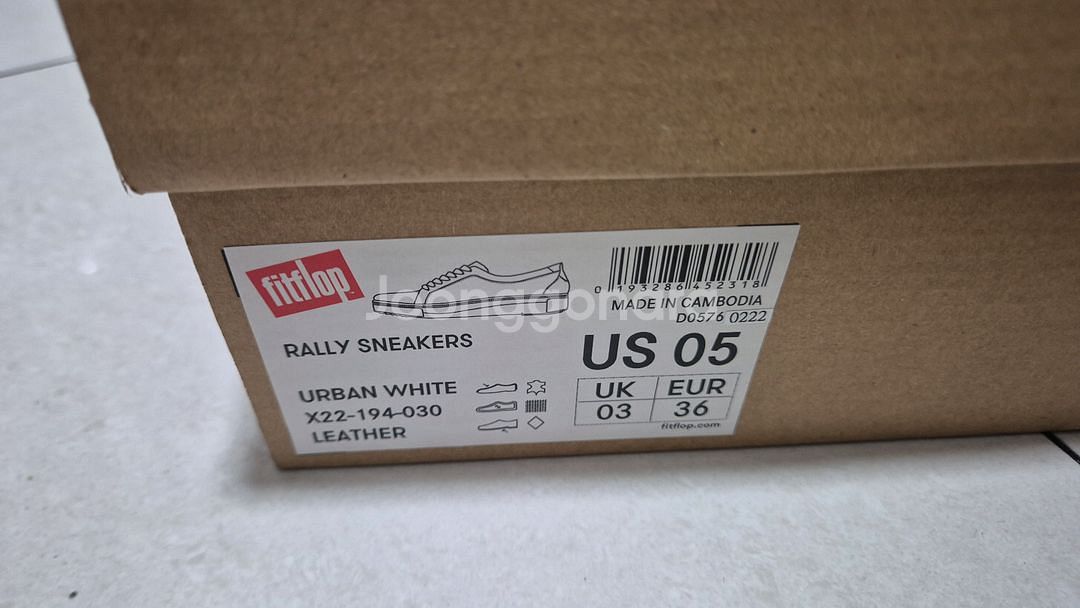 fitflop
0 193286 452318
MADE IN CAMBODIA
D0576 0222
RALLY SNEAKERS
US 05
URBAN WHITE
UK EUR
X22-194-030
03 36
LEATHER
fitflop.com